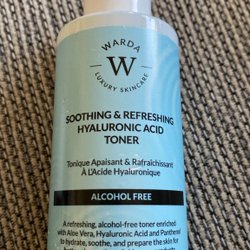 WARDA
W
LUXURY SKINCARE
SOOTHING & REFRESHING
HYALURONIC ACID
TONER
Tonique Apaisant & Rafraîchissant
À L'Acide Hyaluronique
ALCOHOL FREE
A refreshing, alcohol-free toner enriched
with Aloe Vera, Hyaluronic Acid and Panthenol
to hydrate, soothe, and prepare the skin for